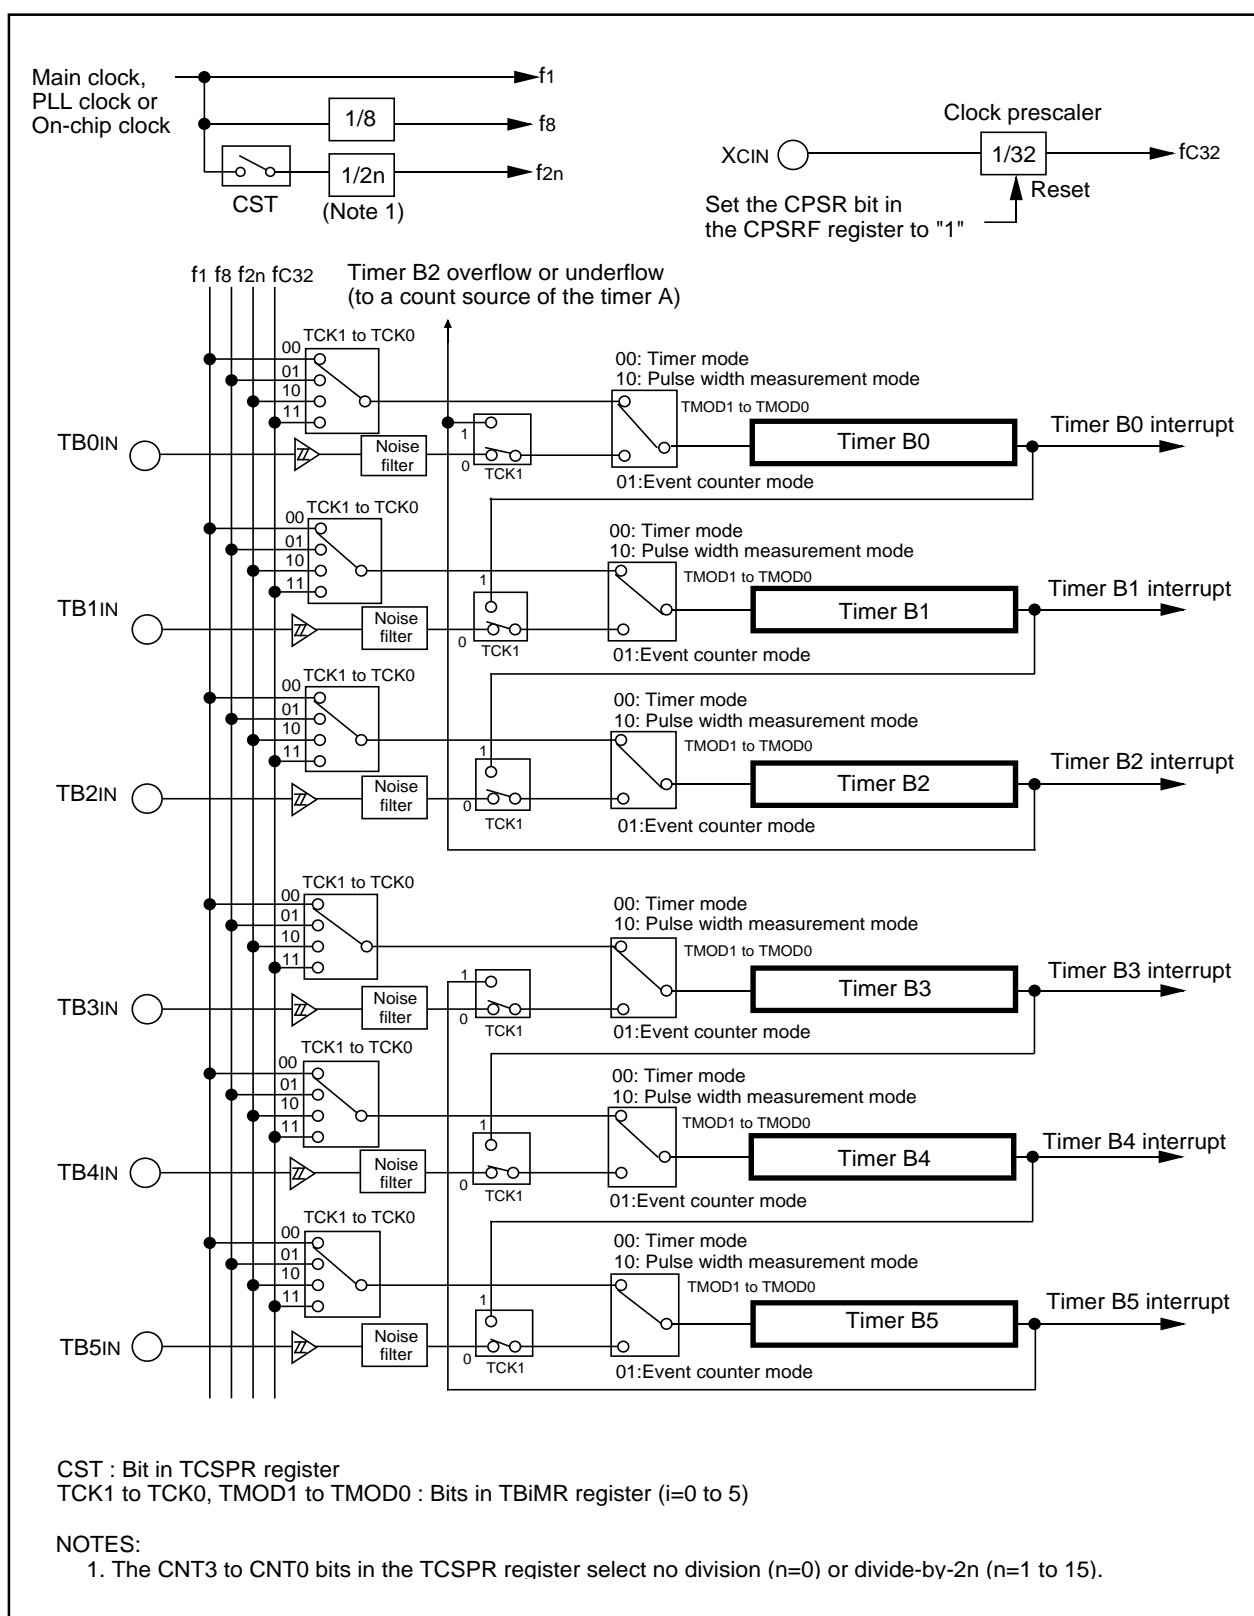 Main clock,
PLL clock or
On-chip clock
f1
1/8
f8
CST
1/2n
(Note 1)
f2n
Clock prescaler
XCIN
1/32
fC32
Reset
Set the CPSR bit in
the CPSRF register to "1"
f1 f8 f2n fC32
Timer B2 overflow or underflow
(to a count source of the timer A)
TCK1 to TCK0
00
01
10
11
TB0IN
Noise
filter
1
0
TCK1
00: Timer mode
10: Pulse width measurement mode
TMOD1 to TMOD0
01:Event counter mode
Timer B0
Timer B0 interrupt
TCK1 to TCK0
00
01
10
11
TB1IN
Noise
filter
1
0
TCK1
00: Timer mode
10: Pulse width measurement mode
TMOD1 to TMOD0
01:Event counter mode
Timer B1
Timer B1 interrupt
TCK1 to TCK0
00
01
10
11
TB2IN
Noise
filter
1
0
TCK1
00: Timer mode
10: Pulse width measurement mode
TMOD1 to TMOD0
01:Event counter mode
Timer B2
Timer B2 interrupt
TCK1 to TCK0
00
01
10
11
TB3IN
Noise
filter
1
0
TCK1
00: Timer mode
10: Pulse width measurement mode
TMOD1 to TMOD0
01:Event counter mode
Timer B3
Timer B3 interrupt
TCK1 to TCK0
00
01
10
11
TB4IN
Noise
filter
1
0
TCK1
00: Timer mode
10: Pulse width measurement mode
TMOD1 to TMOD0
01:Event counter mode
Timer B4
Timer B4 interrupt
TCK1 to TCK0
00
01
10
11
TB5IN
Noise
filter
1
0
TCK1
00: Timer mode
10: Pulse width measurement mode
TMOD1 to TMOD0
01:Event counter mode
Timer B5
Timer B5 interrupt
CST : Bit in TCSPR register
TCK1 to TCK0, TMOD1 to TMOD0 : Bits in TBiMR register (i=0 to 5)
NOTES:
1. The CNT3 to CNT0 bits in the TCSPR register select no division (n=0) or divide-by-2n (n=1 to 15).